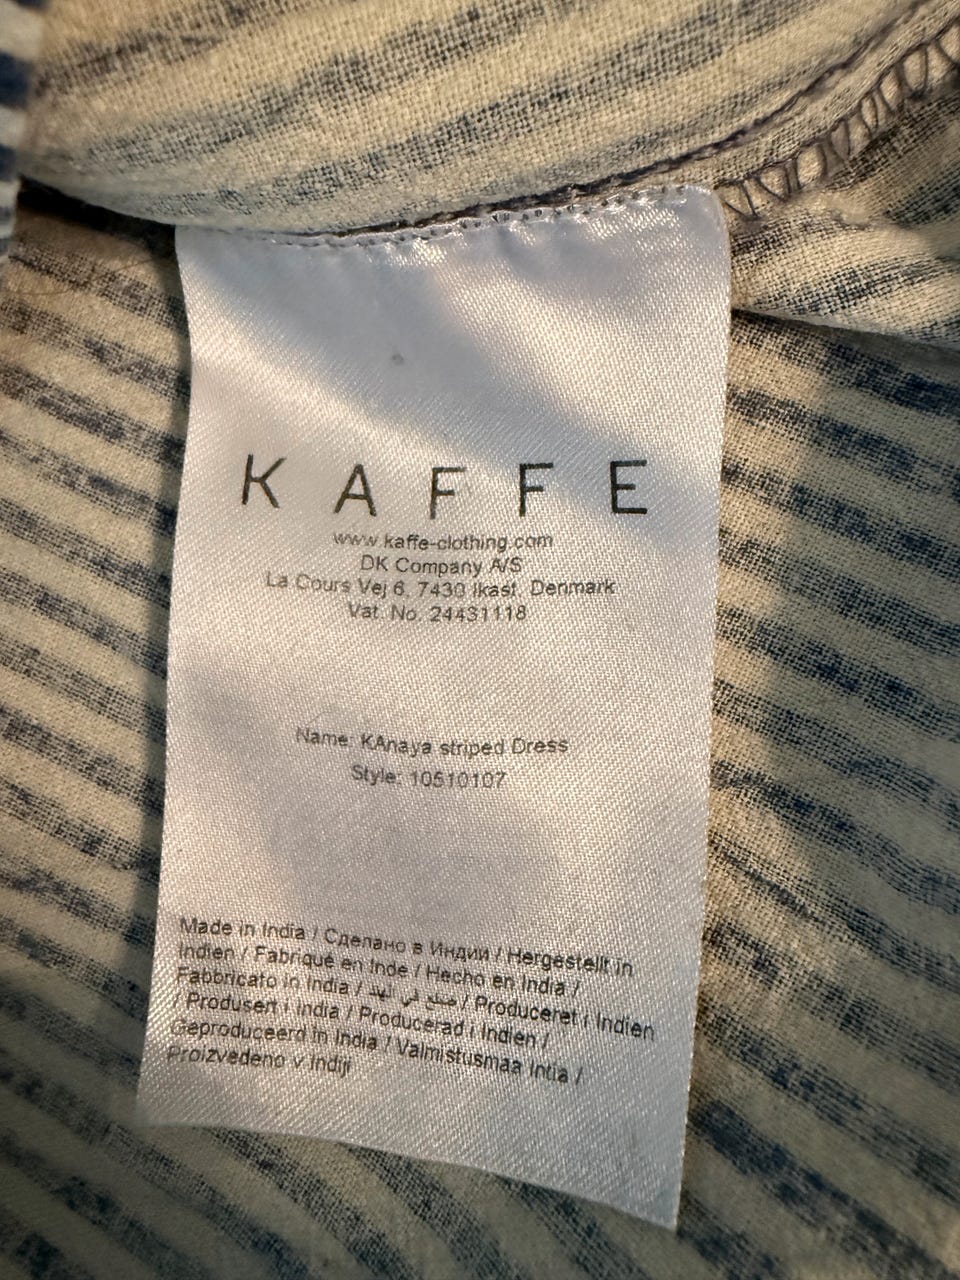 KAFFE
www.kaffe-clothing.com
DK Company A/S
La Cours Vej 6, 7430 Ikast, Denmark
Vat. No. 24431118
Name: KAnaya striped Dress
Style: 10510107
Made in India / Сделано в Индии / Hergestellt in
Indien / Fabriqué en Inde / Hecho en India /
Fabbricato in India / صنع في الهند / Produceret i Indien
/ Produsert i India / Producerad i Indien /
Geproduceerd in India / Valmistusmaa Intia /
Proizvedeno v Indiji